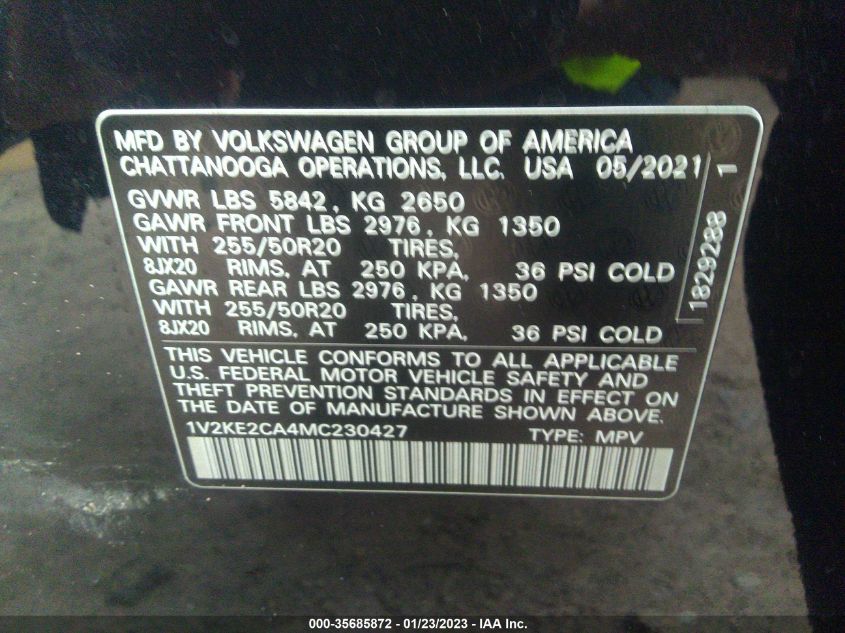 MFD BY VOLKSWAGEN GROUP OF AMERICA
CHATTANOOGA OPERATIONS, LLC. USA 05/2021
GVWR LBS 5842, KG 2650
GAWR FRONT LBS 2976, KG 1350
WITH 255/50R20 TIRES,
8JX20 RIMS, AT 250 KPA, 36 PSI COLD
GAWR REAR LBS 2976, KG 1350
WITH 255/50R20 TIRES,
8JX20 RIMS, AT 250 KPA, 36 PSI COLD
1829288 1
THIS VEHICLE CONFORMS TO ALL APPLICABLE
U.S. FEDERAL MOTOR VEHICLE SAFETY AND
THEFT PREVENTION STANDARDS IN EFFECT ON
THE DATE OF MANUFACTURE SHOWN ABOVE.
1V2KE2CA4MC230427 TYPE: MPV
000-35685872 / 01/23/2023 - IAA Inc.